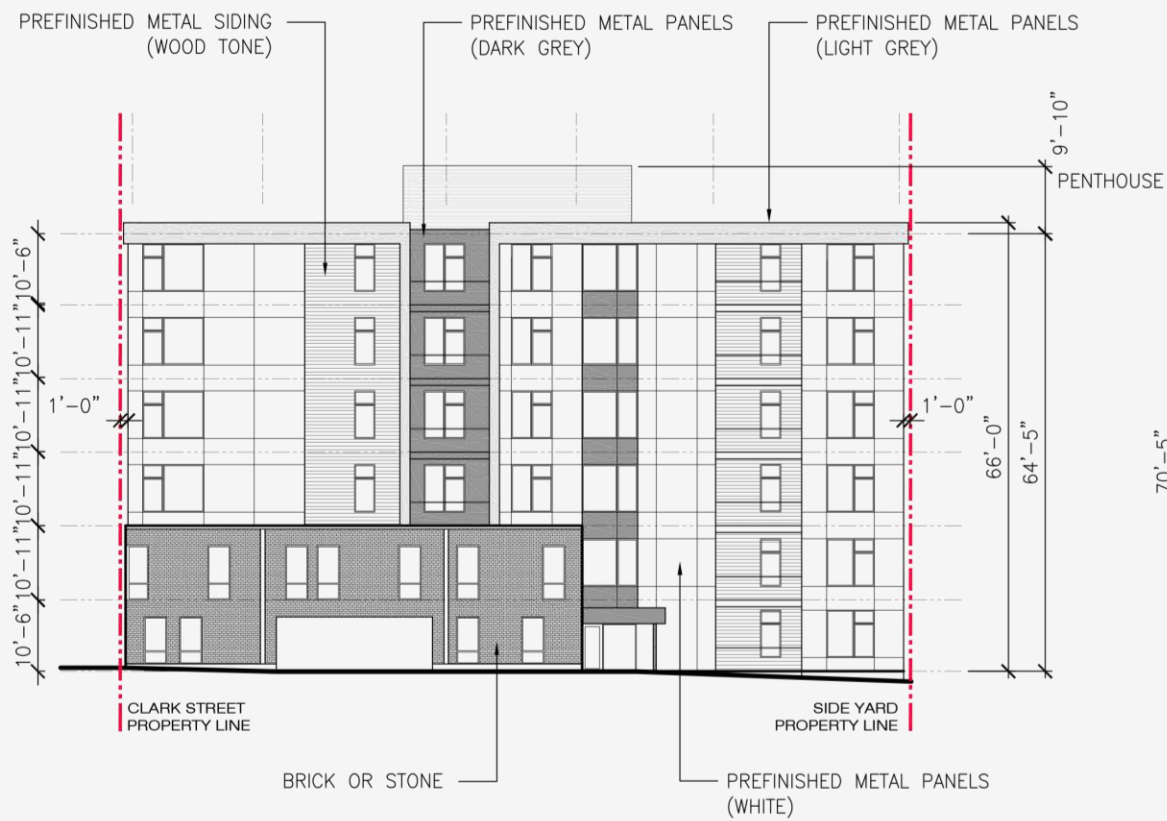 PREFINISHED METAL SIDING
(WOOD TONE)
PREFINISHED METAL PANELS
(DARK GREY)
PREFINISHED METAL PANELS
(LIGHT GREY)
9'-10"
PENTHOUSE
10'-6"
10'-11"
10'-11"
10'-11"
10'-11"
10'-6"
1'-0"
1'-0"
66'-0"
64'-5"
70'-5"
CLARK STREET
PROPERTY LINE
SIDE YARD
PROPERTY LINE
BRICK OR STONE
PREFINISHED METAL PANELS
(WHITE)